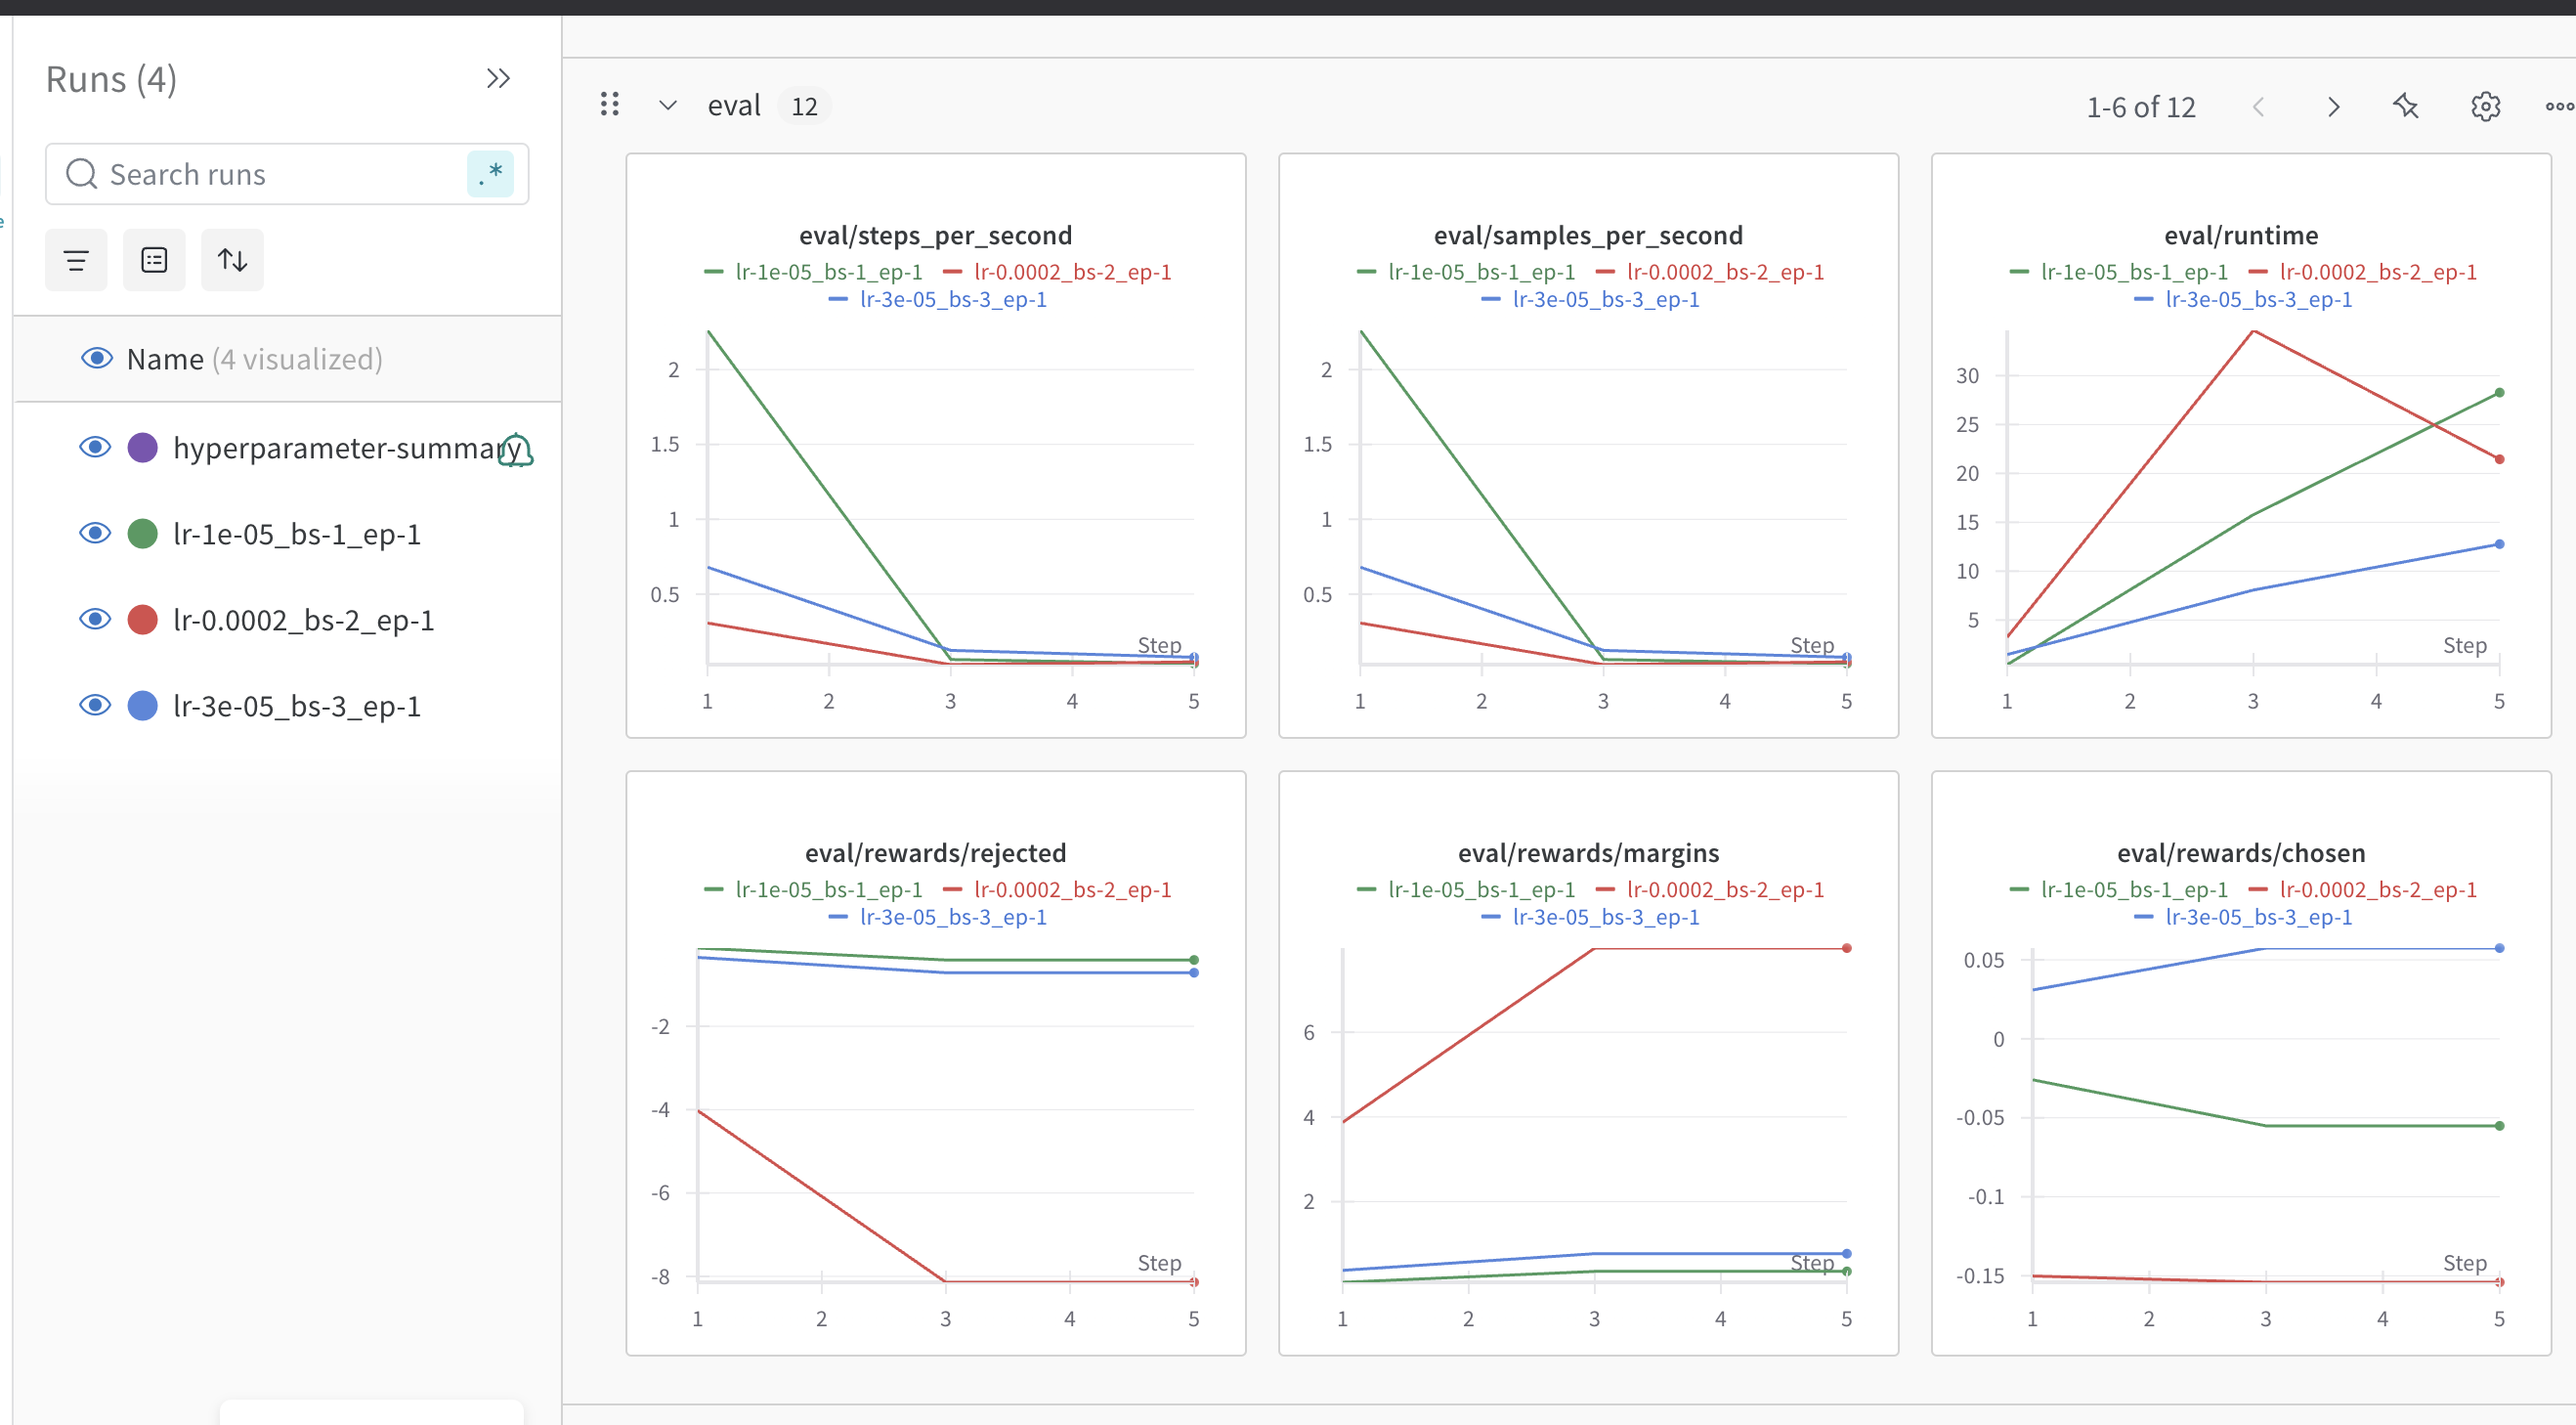 Runs (4)
Search runs
.*
Name (4 visualized)
hyperparameter-summary
lr-1e-05_bs-1_ep-1
lr-0.0002_bs-2_ep-1
lr-3e-05_bs-3_ep-1
eval 12
1-6 of 12
eval/steps_per_second
lr-1e-05_bs-1_ep-1 lr-0.0002_bs-2_ep-1
lr-3e-05_bs-3_ep-1
2
1.5
1
0.5
Step
1 2 3 4 5
eval/samples_per_second
lr-1e-05_bs-1_ep-1 lr-0.0002_bs-2_ep-1
lr-3e-05_bs-3_ep-1
2
1.5
1
0.5
Step
1 2 3 4 5
eval/runtime
lr-1e-05_bs-1_ep-1 lr-0.0002_bs-2_ep-1
lr-3e-05_bs-3_ep-1
30
25
20
15
10
5
Step
1 2 3 4 5
eval/rewards/rejected
lr-1e-05_bs-1_ep-1 lr-0.0002_bs-2_ep-1
lr-3e-05_bs-3_ep-1
-2
-4
-6
-8
Step
1 2 3 4 5
eval/rewards/margins
lr-1e-05_bs-1_ep-1 lr-0.0002_bs-2_ep-1
lr-3e-05_bs-3_ep-1
6
4
2
Step
1 2 3 4 5
eval/rewards/chosen
lr-1e-05_bs-1_ep-1 lr-0.0002_bs-2_ep-1
lr-3e-05_bs-3_ep-1
0.05
0
-0.05
-0.1
-0.15
Step
1 2 3 4 5